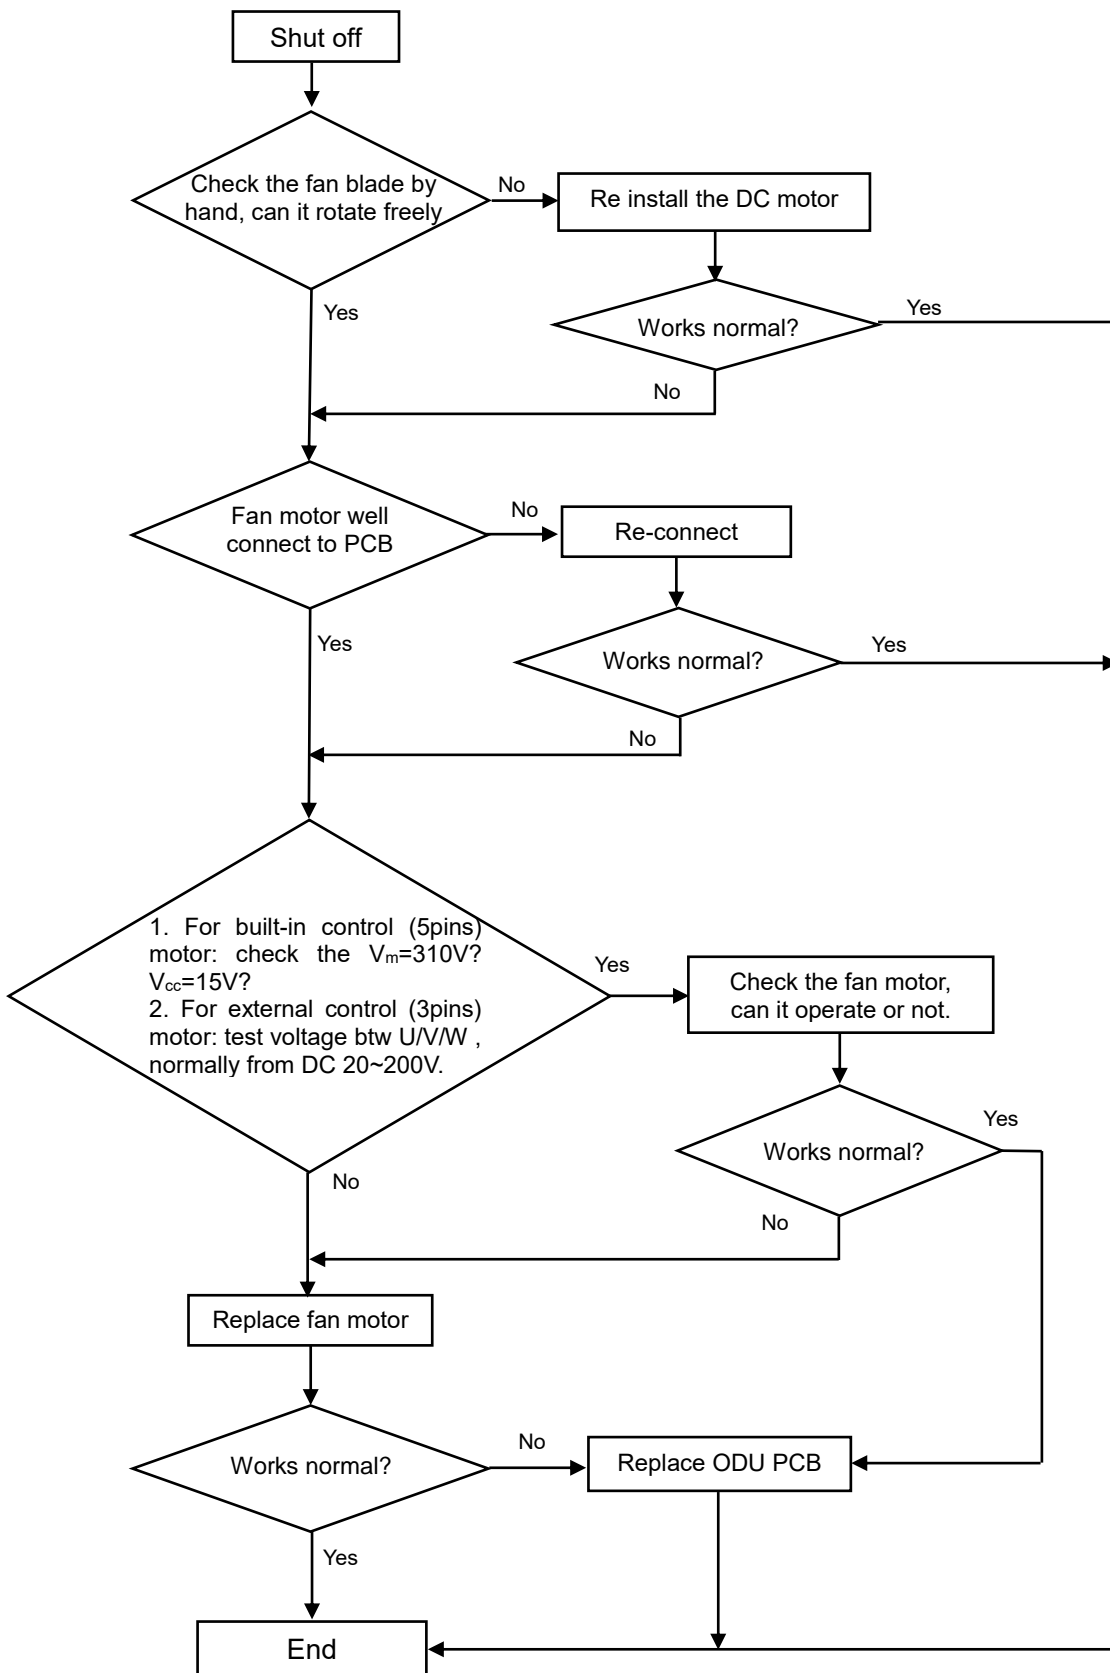 Shut off
Check the fan blade by
hand, can it rotate freely
No
Re install the DC motor
Yes
Works normal?
Yes
No
Fan motor well
connect to PCB
No
Re-connect
Yes
Works normal?
Yes
No
1. For built-in control (5pins)
motor: check the Vm=310V?
Vcc=15V?
2. For external control (3pins)
motor: test voltage btw U/V/W ,
normally from DC 20~200V.
Yes
Check the fan motor,
can it operate or not.
No
Works normal?
Yes
No
Replace fan motor
Works normal?
No
Replace ODU PCB
Yes
End